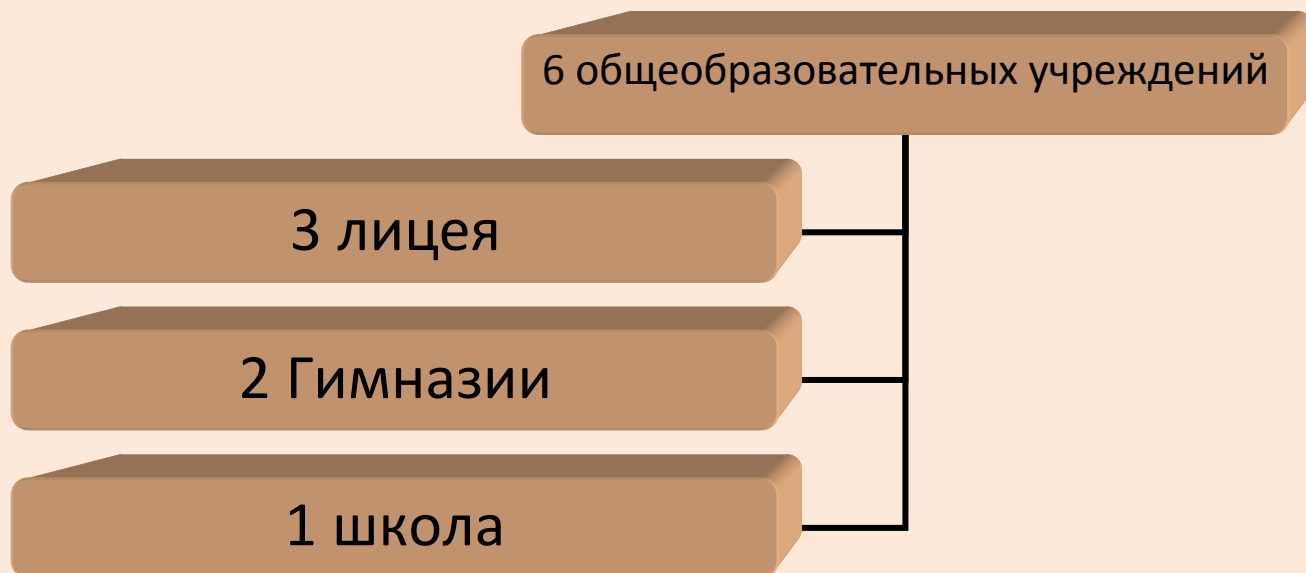 6 общеобразовательных учреждений
3 лицея
2 Гимназии
1 школа